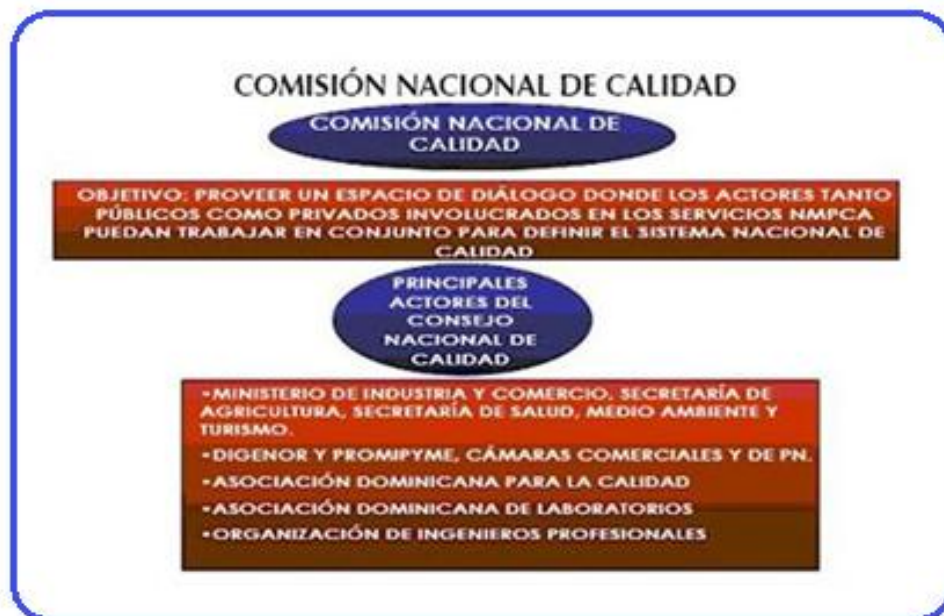 COMISIÓN NACIONAL DE CALIDAD
COMISIÓN NACIONAL DE
CALIDAD
OBJETIVO: PROVEER UN ESPACIO DE DIÁLOGO DONDE LOS ACTORES TANTO
PÚBLICOS COMO PRIVADOS INVOLUCRADOS EN LOS SERVICIOS NMPCA
PUEDAN TRABAJAR EN CONJUNTO PARA DEFINIR EL SISTEMA NACIONAL DE
CALIDAD
PRINCIPALES
ACTORES DEL
CONSEJO
NACIONAL DE
CALIDAD
•MINISTERIO DE INDUSTRIA Y COMERCIO. SECRETARÍA DE
AGRICULTURA, SECRETARÍA DE SALUD, MEDIO AMBIENTE Y
TURISMO.
•DIGENOR Y PROMIPYME, CÁMARAS COMERCIALES Y DE PN.
•ASOCIACIÓN DOMINICANA PARA LA CALIDAD
•ASOCIACIÓN DOMINICANA DE LABORATORIOS
•ORGANIZACIÓN DE INGENIEROS PROFESIONALES